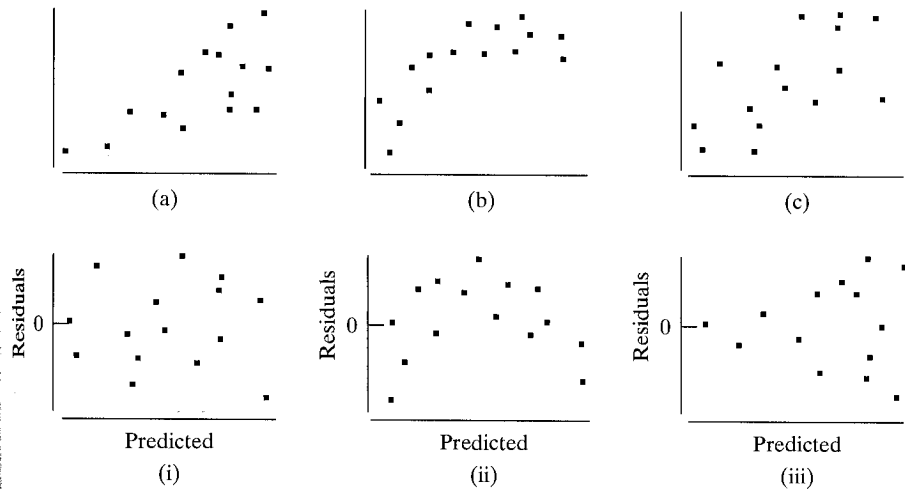 (a) (b) (c)
Residuals 0 Residuals 0 Residuals 0
Predicted Predicted Predicted
(i) (ii) (iii)